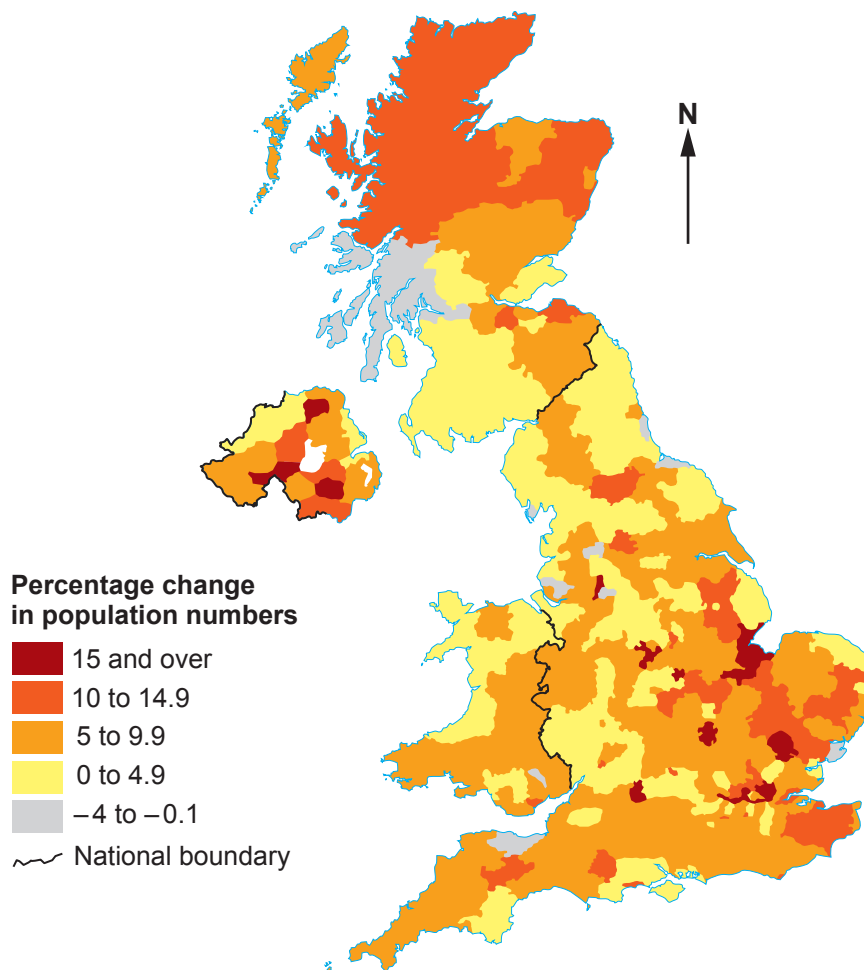 N
Percentage change
in population numbers
15 and over
10 to 14.9
5 to 9.9
0 to 4.9
–4 to –0.1
National boundary